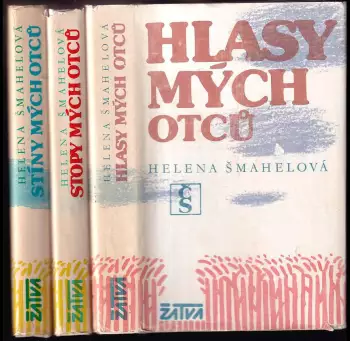 HELENA ŠMAHELOVÁ
STÍNY MÝCH OTCŮ
ŽATVA
HELENA ŠMAHELOVÁ
STOPY MÝCH OTCŮ
ŽATVA
HELENA ŠMAHELOVÁ
HLASY MÝCH OTCŮ
ŽATVA
HLASY
MÝCH
OTCŮ
HELENA ŠMAHELOVÁ
Š
ŽATVA